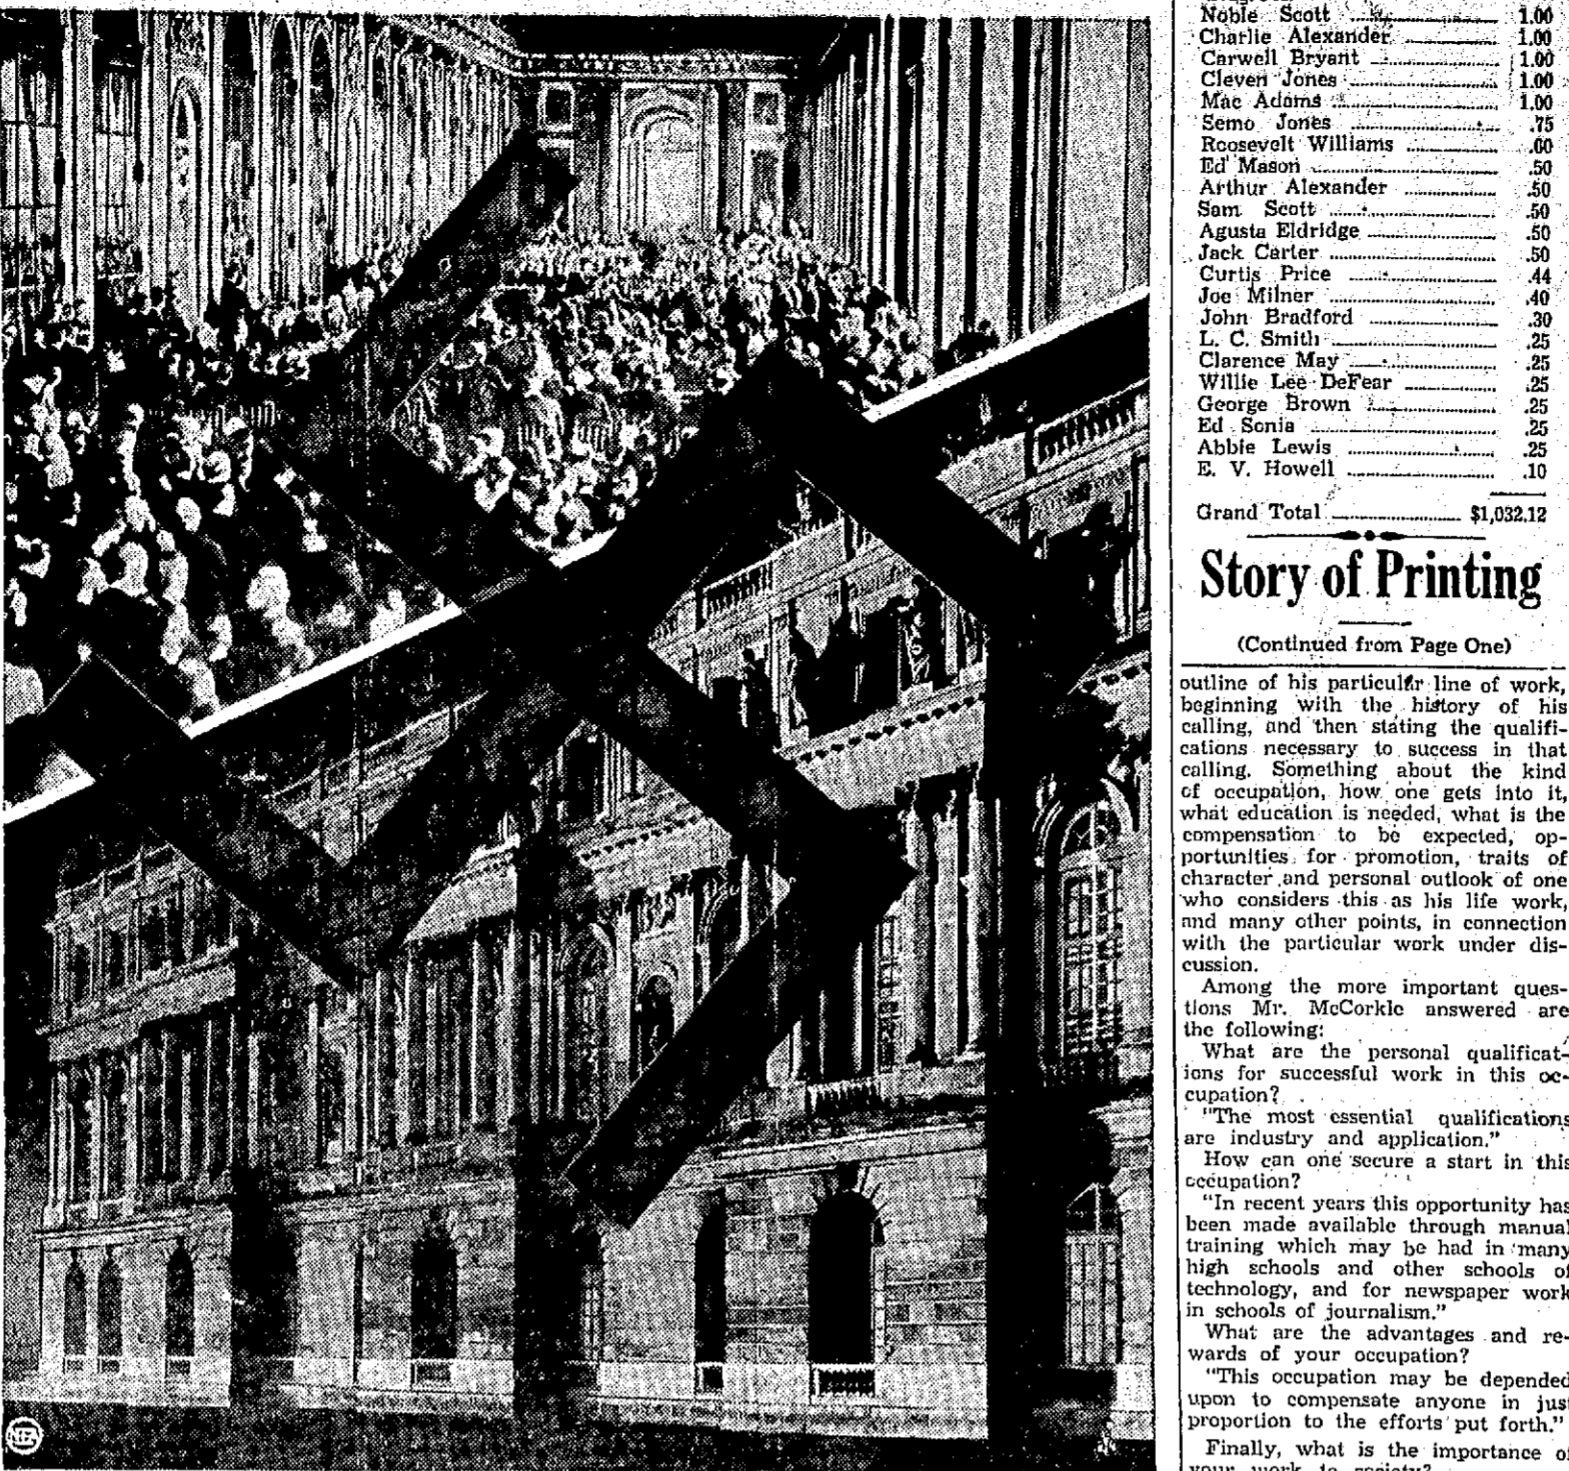 NEA
Noble Scott 1.00
Charlie Alexander 1.00
Carwell Bryant 1.00
Cleven Jones 1.00
Mac Adams 1.00
Semo Jones .75
Roosevelt Williams .60
Ed Mason .50
Arthur Alexander .50
Sam Scott .50
Agusta Eldridge .50
Jack Carter .50
Curtis Price .44
Joe Milner .40
John Bradford .30
L. C. Smith .25
Clarence May .25
Willie Lee DeFear .25
George Brown .25
Ed Sonia .25
Abbie Lewis .25
E. V. Howell .10
Grand Total $1,032.12
Story of Printing
(Continued from Page One)
outline of his particular line of work,
beginning with the history of his
calling, and then stating the qualifi-
cations necessary to success in that
calling. Something about the kind
of occupation, how one gets into it,
what education is needed, what is the
compensation to be expected, op-
portunities for promotion, traits of
character and personal outlook of one
who considers this as his life work,
and many other points, in connection
with the particular work under dis-
cussion.
Among the more important ques-
tions Mr. McCorkle answered are
the following:
What are the personal qualificat-
ions for successful work in this oc-
cupation?
"The most essential qualifications
are industry and application."
How can one secure a start in this
occupation?
"In recent years this opportunity has
been made available through manual
training which may be had in many
high schools and other schools of
technology, and for newspaper work
in schools of journalism."
What are the advantages and re-
wards of your occupation?
"This occupation may be depended
upon to compensate anyone in just
proportion to the efforts put forth."
Finally, what is the importance of
your work to society?